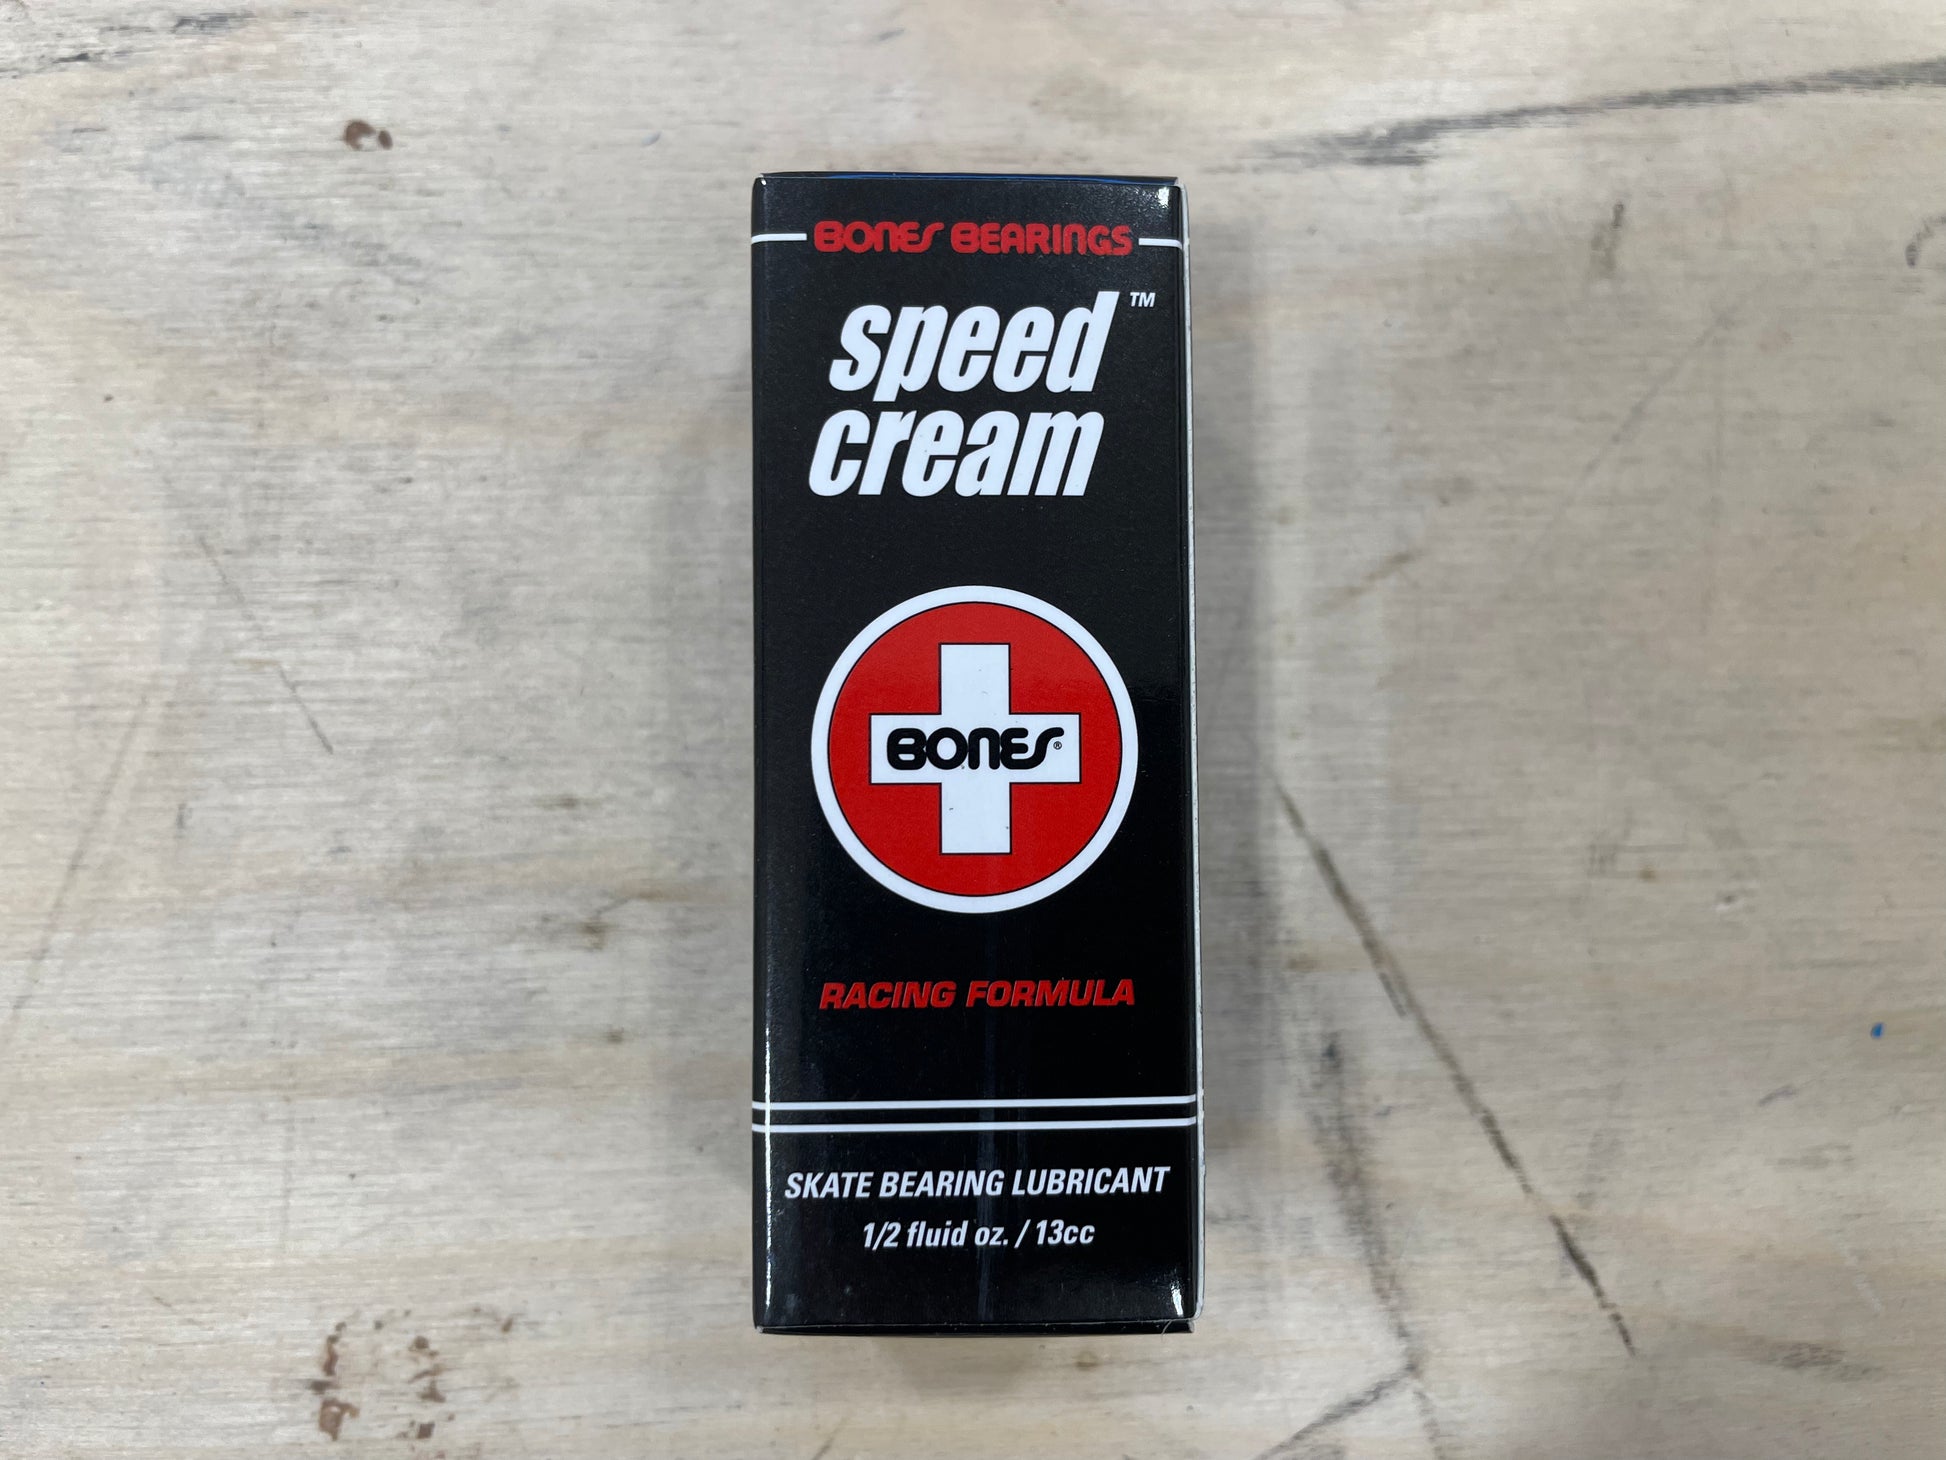 BONES BEARINGS
speed™
cream
BONES®
RACING FORMULA
SKATE BEARING LUBRICANT
1/2 fluid oz. / 13cc